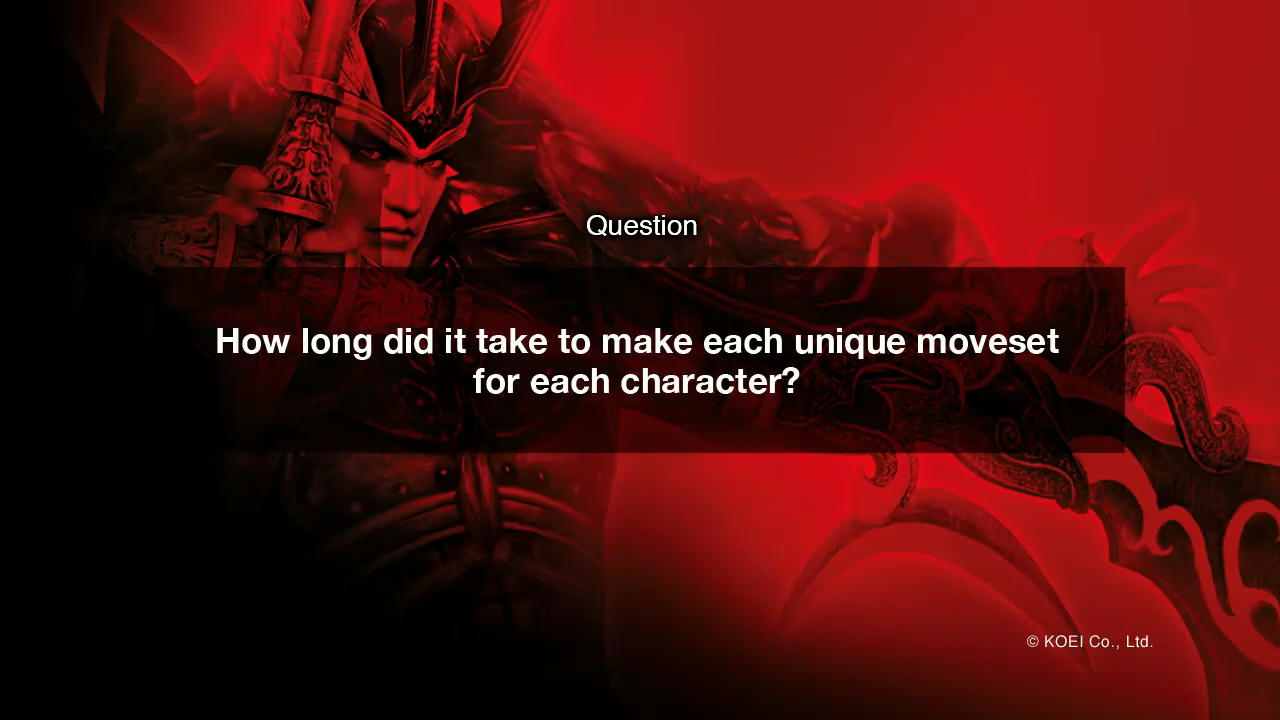 Question
How long did it take to make each unique moveset
for each character?
© KOEI Co., Ltd.